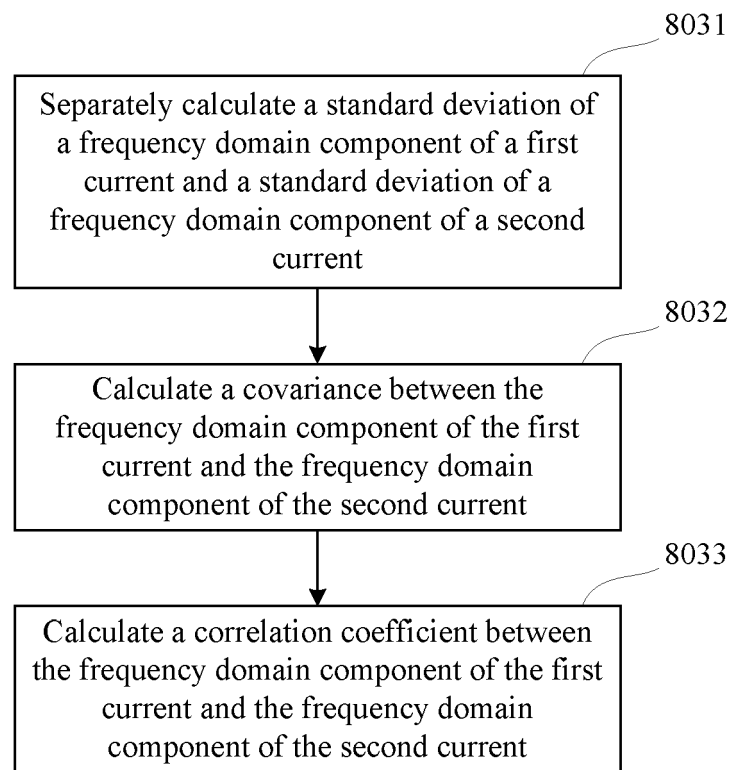 8031
Separately calculate a standard deviation of
a frequency domain component of a first
current and a standard deviation of a
frequency domain component of a second
current
8032
Calculate a covariance between the
frequency domain component of the first
current and the frequency domain
component of the second current
8033
Calculate a correlation coefficient between
the frequency domain component of the first
current and the frequency domain
component of the second current